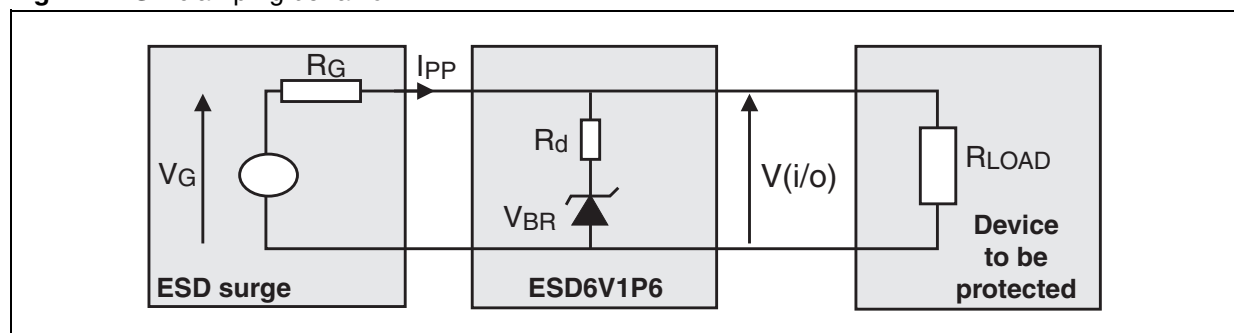 RG
IPP
Rd
VG
V(i/o)
RLOAD
VBR
Device
to be
protected
ESD surge
ESD6V1P6